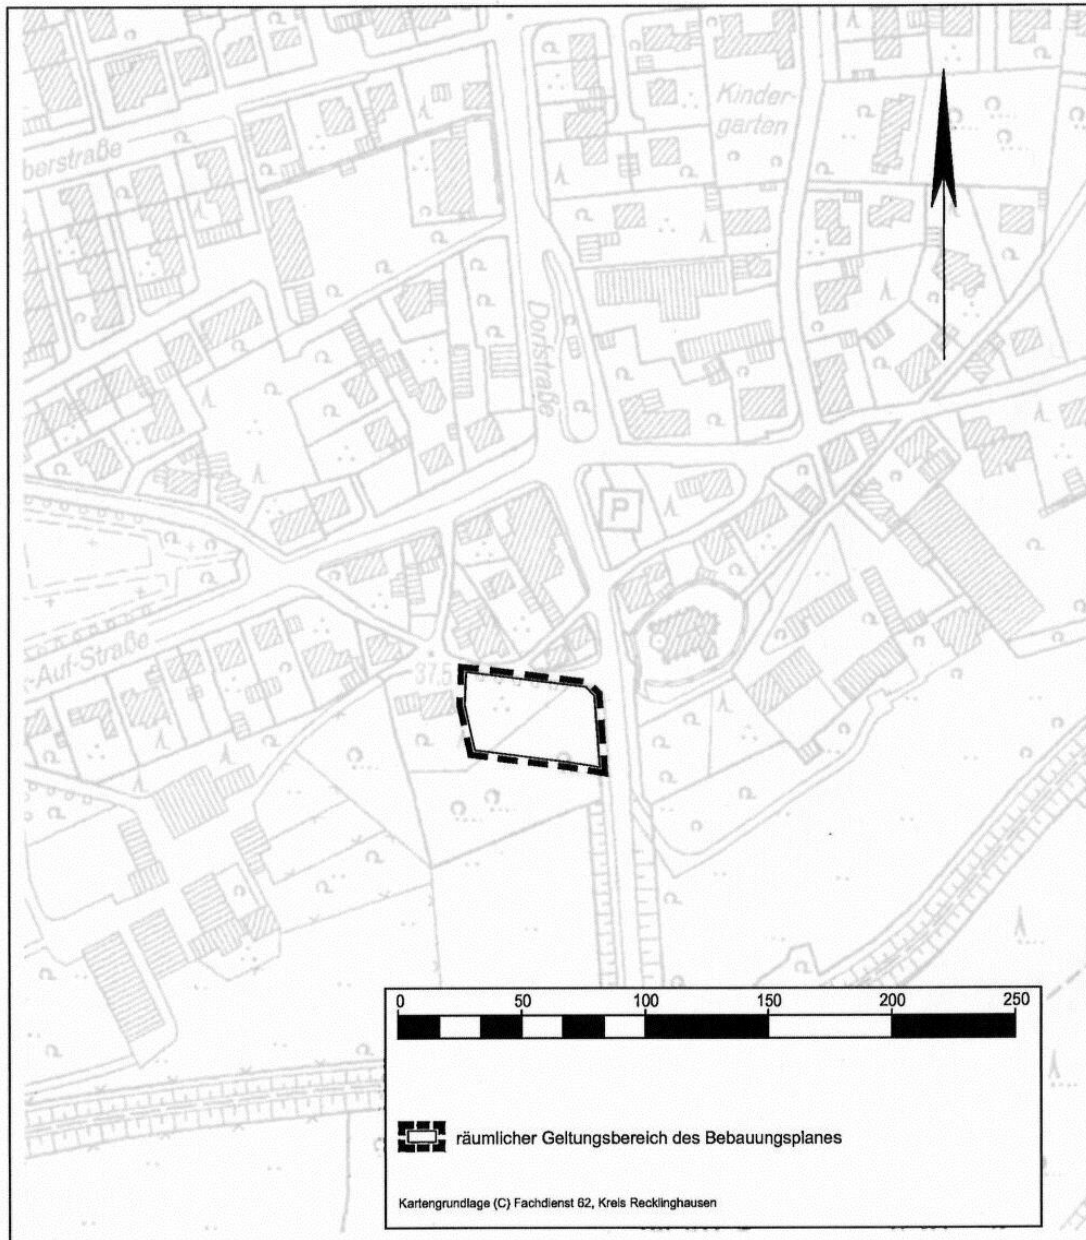 Kinder-
garten
berstraße
Dorfstraße
P
-Auf-Straße
37.5
0 50 100 150 200 250
räumlicher Geltungsbereich des Bebauungsplanes
Kartengrundlage (C) Fachdienst 62, Kreis Recklinghausen